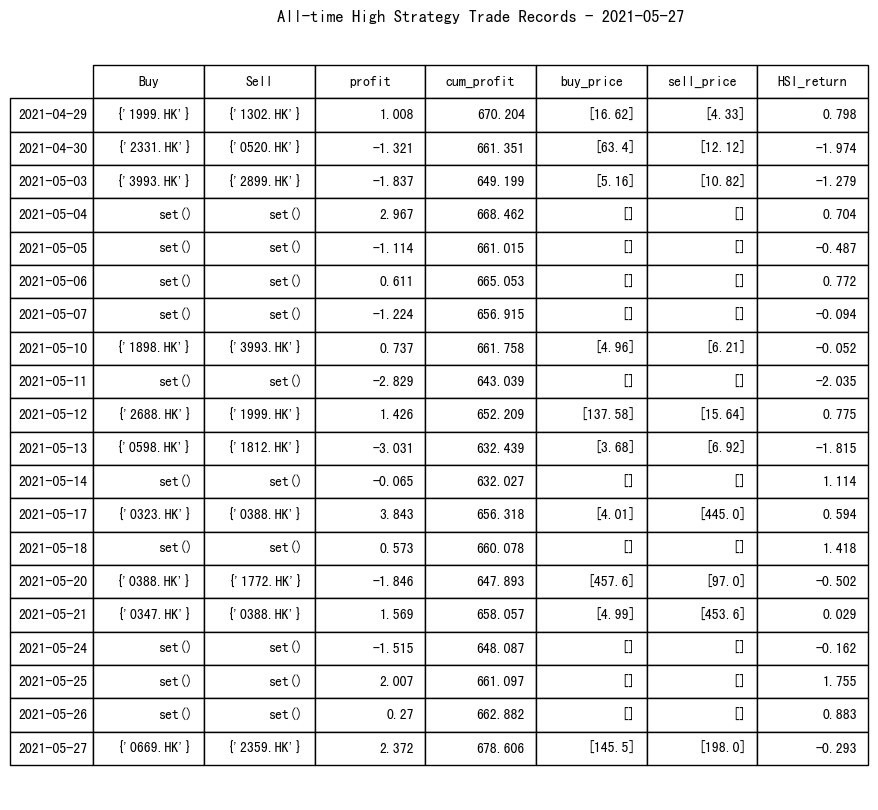 All-time High Strategy Trade Records - 2021-05-27
Buy Sell profit cum_profit buy_price sell_price HSI_return
2021-04-29 {'1999.HK'} {'1302.HK'} 1.008 670.204 [16.62] [4.33] 0.798
2021-04-30 {'2331.HK'} {'0520.HK'} -1.321 661.351 [63.4] [12.12] -1.974
2021-05-03 {'3993.HK'} {'2899.HK'} -1.837 649.199 [5.16] [10.82] -1.279
2021-05-04 set() set() 2.967 668.462 [] [] 0.704
2021-05-05 set() set() -1.114 661.015 [] [] -0.487
2021-05-06 set() set() 0.611 665.053 [] [] 0.772
2021-05-07 set() set() -1.224 656.915 [] [] -0.094
2021-05-10 {'1898.HK'} {'3993.HK'} 0.737 661.758 [4.96] [6.21] -0.052
2021-05-11 set() set() -2.829 643.039 [] [] -2.035
2021-05-12 {'2688.HK'} {'1999.HK'} 1.426 652.209 [137.58] [15.64] 0.775
2021-05-13 {'0598.HK'} {'1812.HK'} -3.031 632.439 [3.68] [6.92] -1.815
2021-05-14 set() set() -0.065 632.027 [] [] 1.114
2021-05-17 {'0323.HK'} {'0388.HK'} 3.843 656.318 [4.01] [445.0] 0.594
2021-05-18 set() set() 0.573 660.078 [] [] 1.418
2021-05-20 {'0388.HK'} {'1772.HK'} -1.846 647.893 [457.6] [97.0] -0.502
2021-05-21 {'0347.HK'} {'0388.HK'} 1.569 658.057 [4.99] [453.6] 0.029
2021-05-24 set() set() -1.515 648.087 [] [] -0.162
2021-05-25 set() set() 2.007 661.097 [] [] 1.755
2021-05-26 set() set() 0.27 662.882 [] [] 0.883
2021-05-27 {'0669.HK'} {'2359.HK'} 2.372 678.606 [145.5] [198.0] -0.293